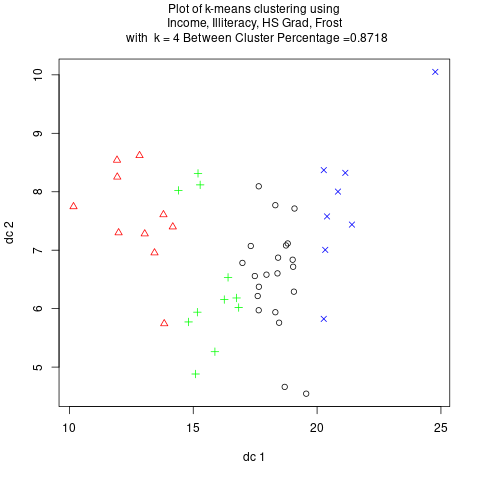 Plot of k-means clustering using
Income, Illiteracy, HS Grad, Frost
with k = 4 Between Cluster Percentage =0.8718
10
9
8
7
6
5
dc 2
10 15 20 25
dc 1